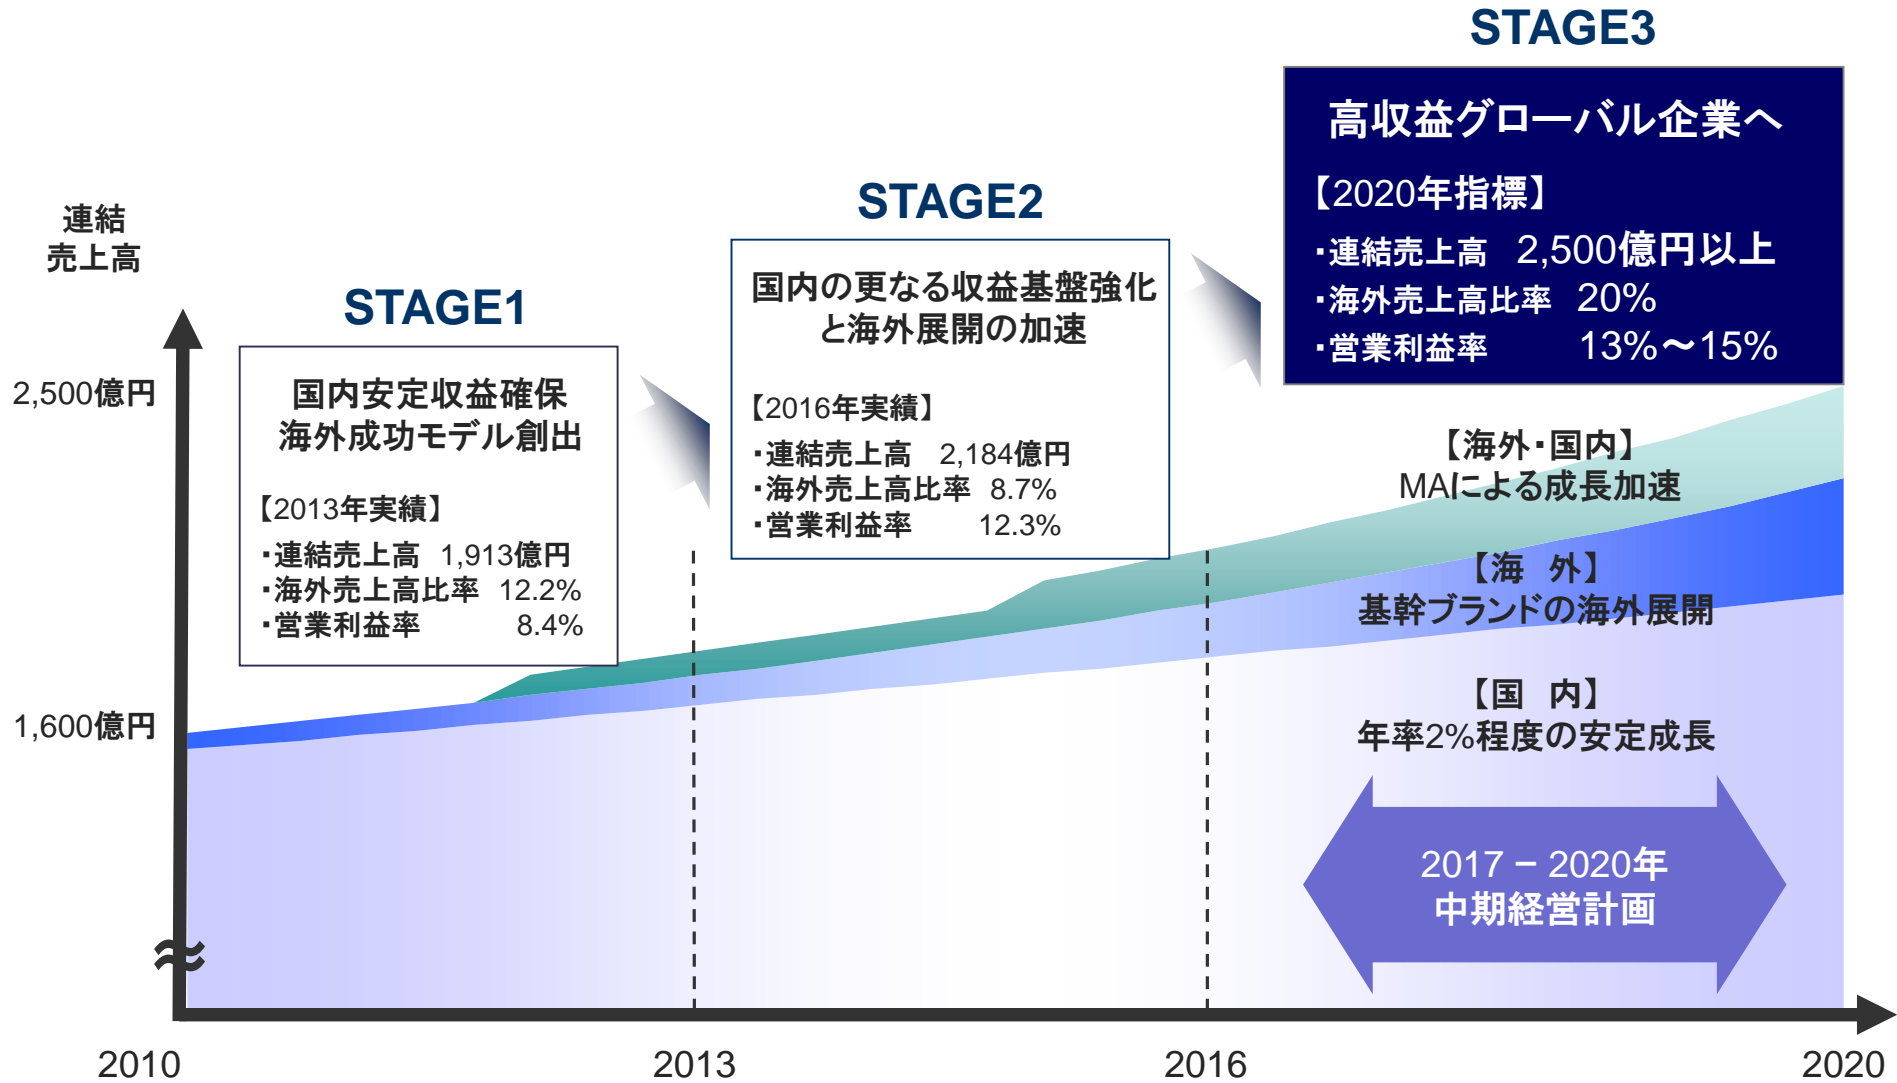 連結
売上高
2,500億円
1,600億円
STAGE1
国内安定収益確保
海外成功モデル創出
【2013年実績】
・連結売上高 1,913億円
・海外売上高比率 12.2%
・営業利益率 8.4%
STAGE2
国内の更なる収益基盤強化
と海外展開の加速
【2016年実績】
・連結売上高 2,184億円
・海外売上高比率 8.7%
・営業利益率 12.3%
STAGE3
高収益グローバル企業へ
【2020年指標】
・連結売上高 2,500億円以上
・海外売上高比率 20%
・営業利益率 13%～15%
【海外・国内】
MAによる成長加速
【海 外】
基幹ブランドの海外展開
【国 内】
年率2%程度の安定成長
2017 − 2020年
中期経営計画
2010
2013
2016
2020